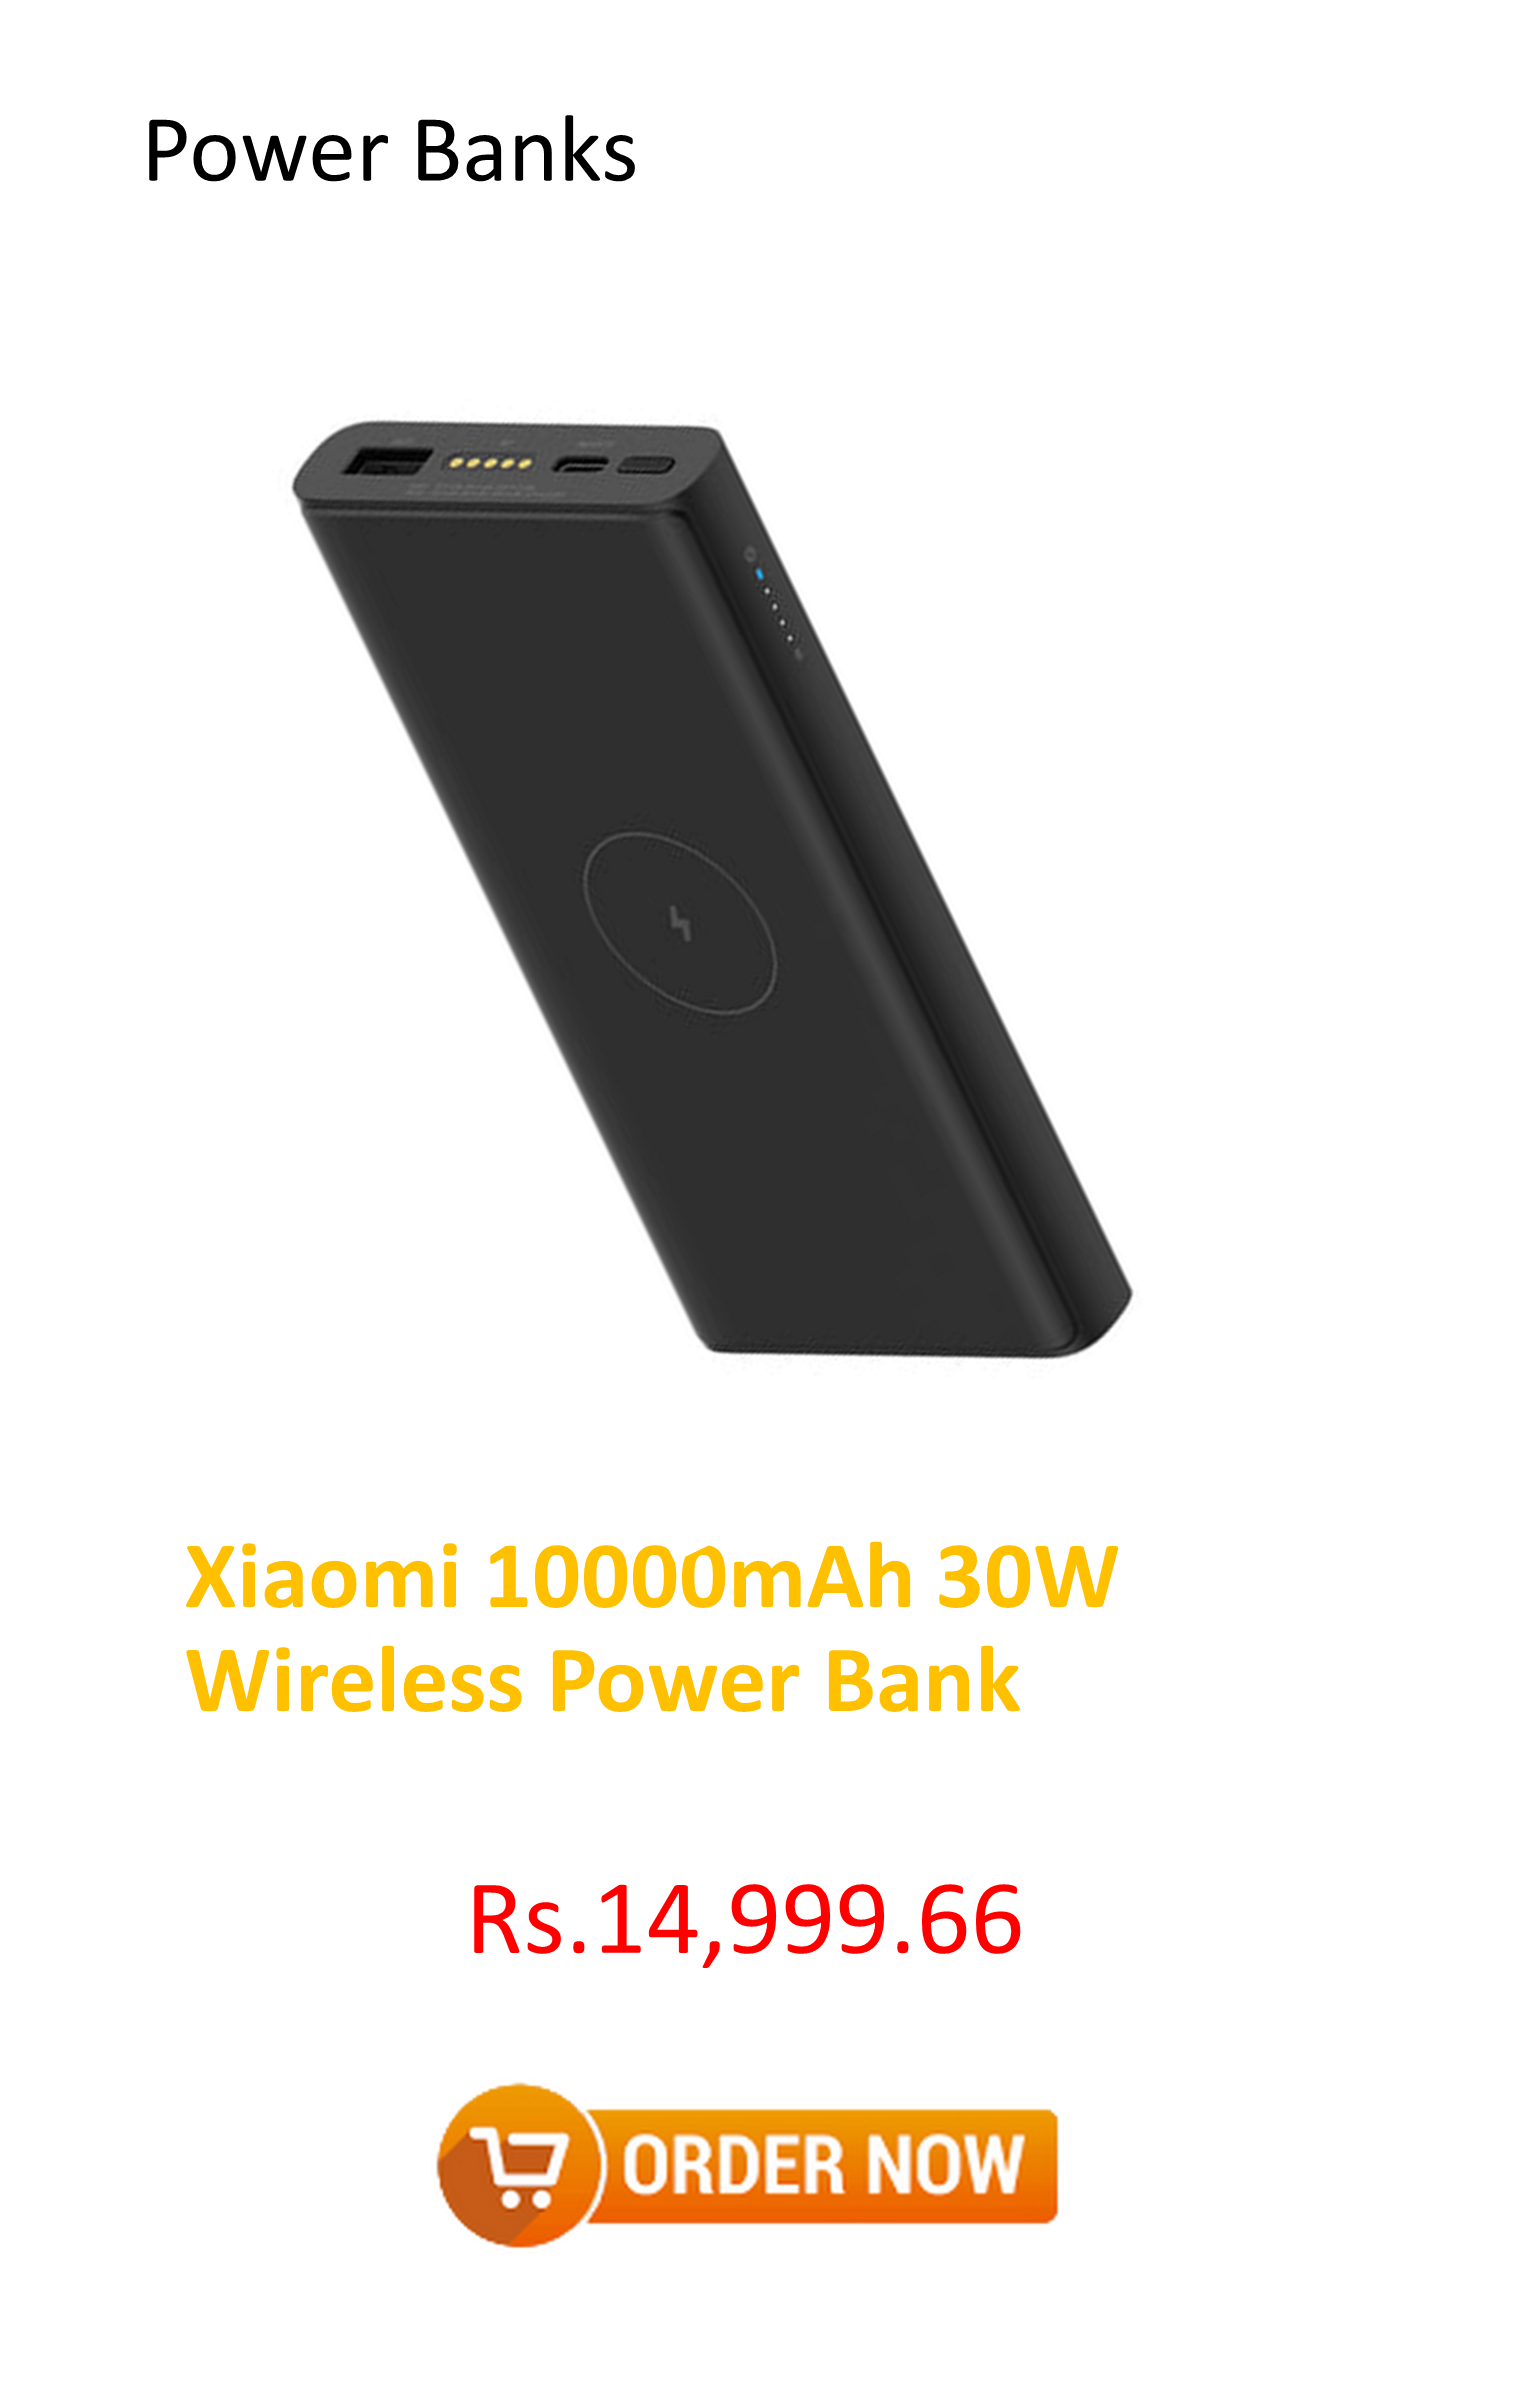 Power Banks
Xiaomi 10000mAh 30W
Wireless Power Bank
Rs.14,999.66
ORDER NOW